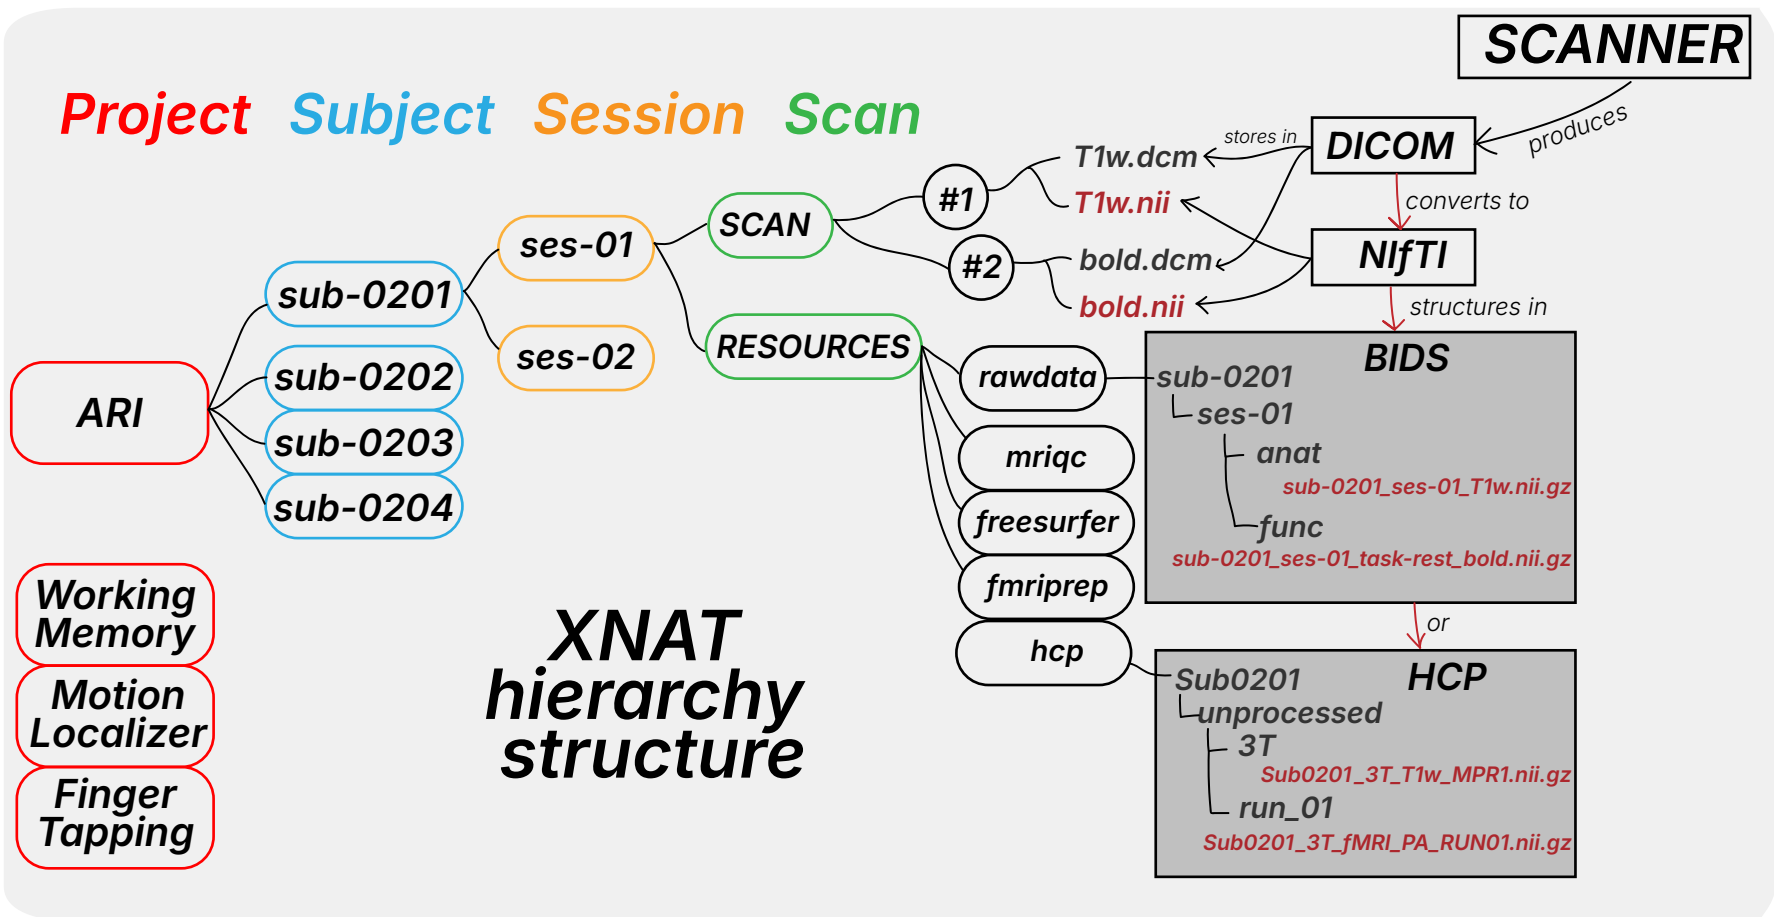 SCANNER
Project Subject Session Scan
produces
stores in
DICOM
converts to
NIfTI
structures in
T1w.dcm
T1w.nii
#1
bold.dcm
bold.nii
#2
SCAN
RESOURCES
ses-01
ses-02
sub-0201
sub-0202
sub-0203
sub-0204
ARI
Working
Memory
Motion
Localizer
Finger
Tapping
XNAT
hierarchy
structure
rawdata
mriqc
freesurfer
fmriprep
hcp
BIDS
sub-0201
ses-01
anat
sub-0201_ses-01_T1w.nii.gz
func
sub-0201_ses-01_task-rest_bold.nii.gz
or
HCP
Sub0201
unprocessed
3T
Sub0201_3T_T1w_MPR1.nii.gz
run_01
Sub0201_3T_fMRI_PA_RUN01.nii.gz